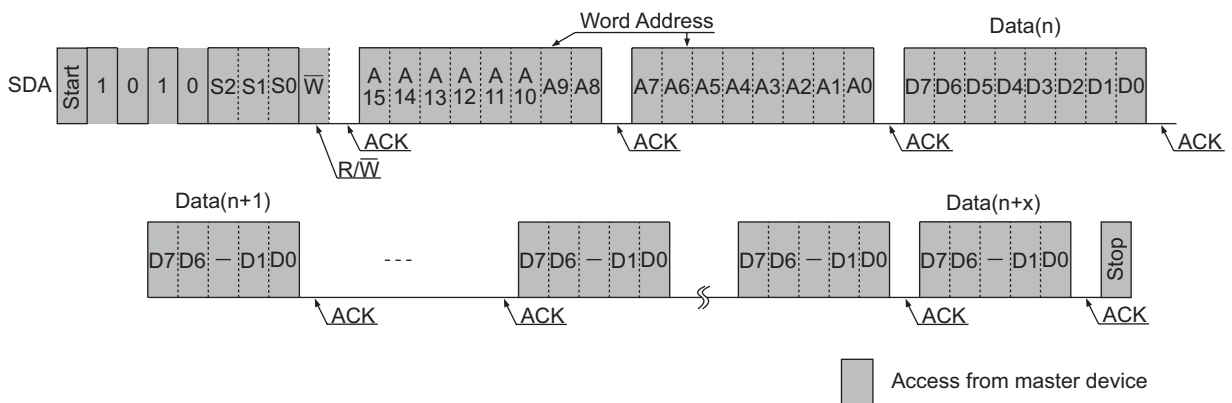 Word Address
Data(n)
SDA Start 1 0 1 0 S2 S1 S0 W̅ A15 A14 A13 A12 A11 A10 A9 A8 A7 A6 A5 A4 A3 A2 A1 A0 D7 D6 D5 D4 D3 D2 D1 D0
ACK ACK ACK ACK
R/W̅
Data(n+1) Data(n+x)
D7 D6 – D1 D0 --- D7 D6 – D1 D0 D7 D6 – D1 D0 D7 D6 – D1 D0 Stop
ACK ACK ACK ACK
Access from master device